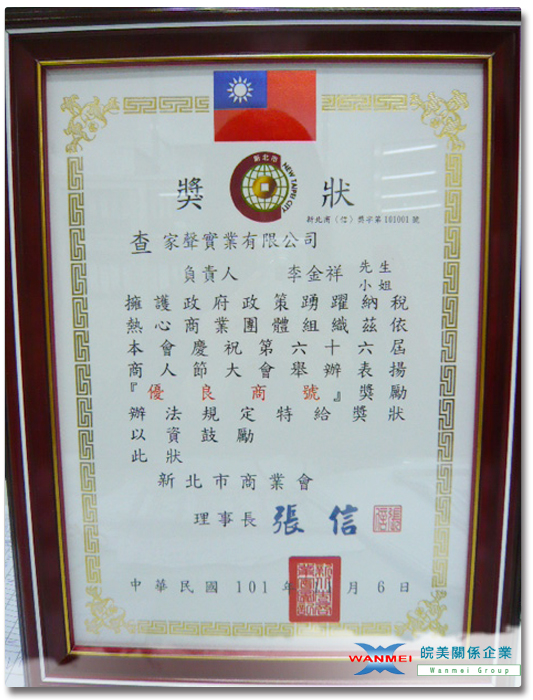 新北市
NEW TAIPEI CITY
獎狀
新北商（信）獎字第101001號
查 家聲實業有限公司
負責人 李金祥 先生
小姐
擁護政府政策踴躍納稅
熱心商業團體組織茲依
本會慶祝第六十六屆
商人節大會舉辦表揚
『優良商號』獎勵
辦法規定特給獎狀
以資鼓勵
此狀
新北市商業會
理事長 張信
中華民國 101 年 月 6 日
WANMEI 皖美關係企業
Wanmei Group